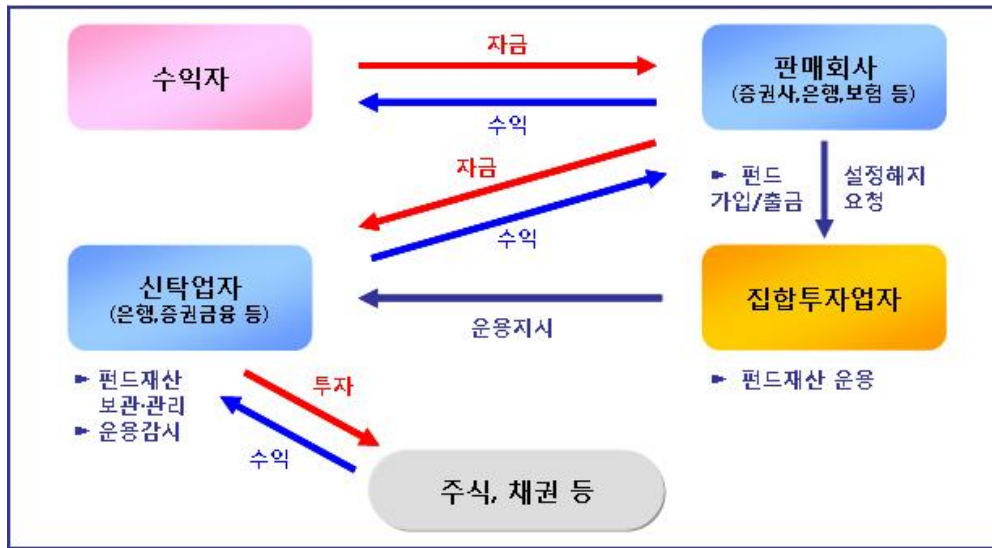 수익자
자금
수익
판매회사
(증권사,은행,보험 등)
자금
수익
► 펀드
가입/출금
설정해지
요청
신탁업자
(은행,증권금융 등)
운용지시
집합투자업자
► 펀드재산
보관·관리
► 운용감시
► 펀드재산 운용
투자
수익
주식, 채권 등